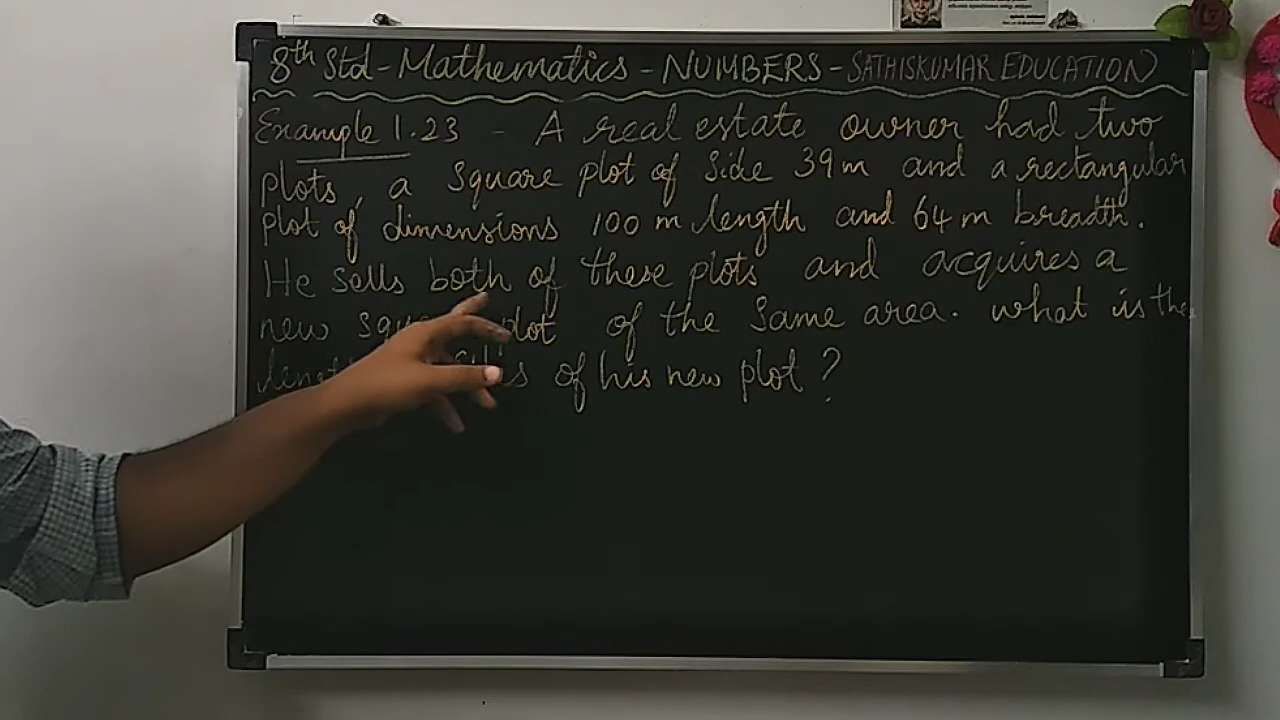 8th Std - Mathematics - NUMBERS - SATHISKUMAR EDUCATION
Example 1.23 - A real estate owner had two
plots, a square plot of side 39m and a rectangular
plot of dimensions 100 m length and 64 m breadth.
He sells both of these plots and acquires a
new plot of the same area. what is the
of his new plot ?